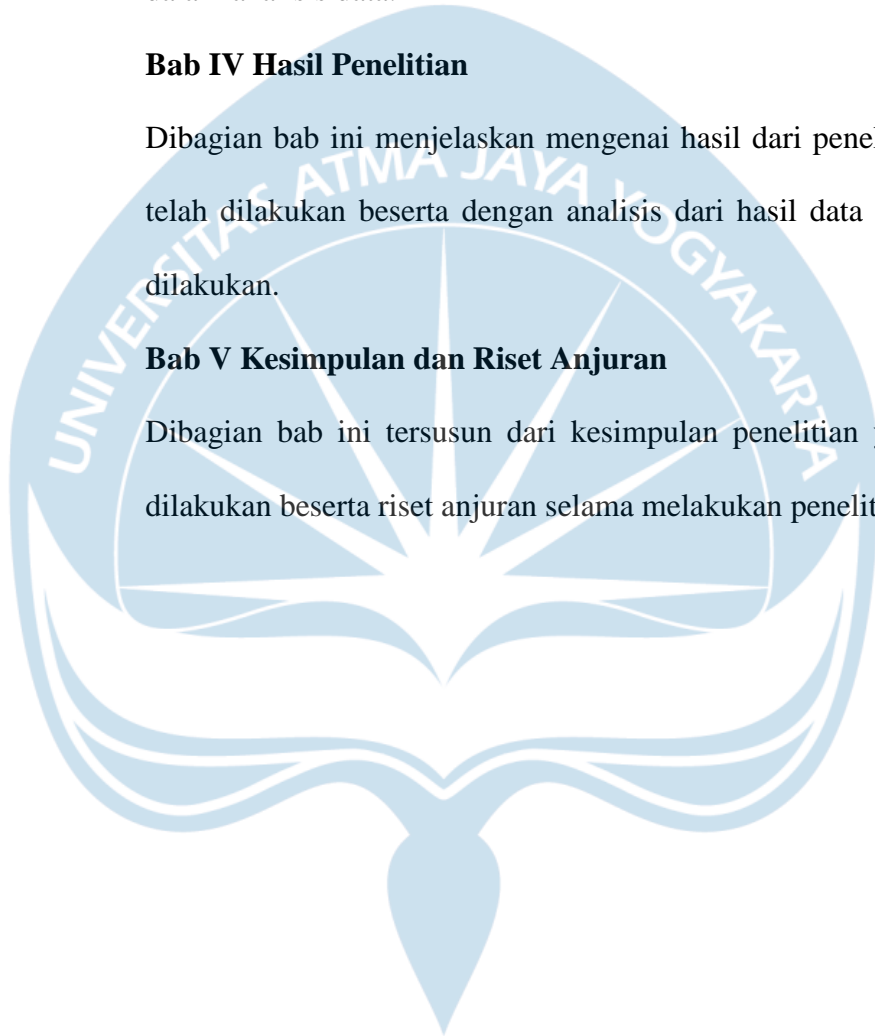 Bab IV Hasil Penelitian
Dibagian bab ini menjelaskan mengenai hasil dari
telah dilakukan beserta dengan analisis dari hasil data
dilakukan.
Bab V Kesimpulan dan Riset Anjuran
Dibagian bab ini tersusun dari kesimpulan penelitian
dilakukan beserta riset anjuran selama melakukan
UNIVERSITAS ATMA JAYA YOGYAKARTA